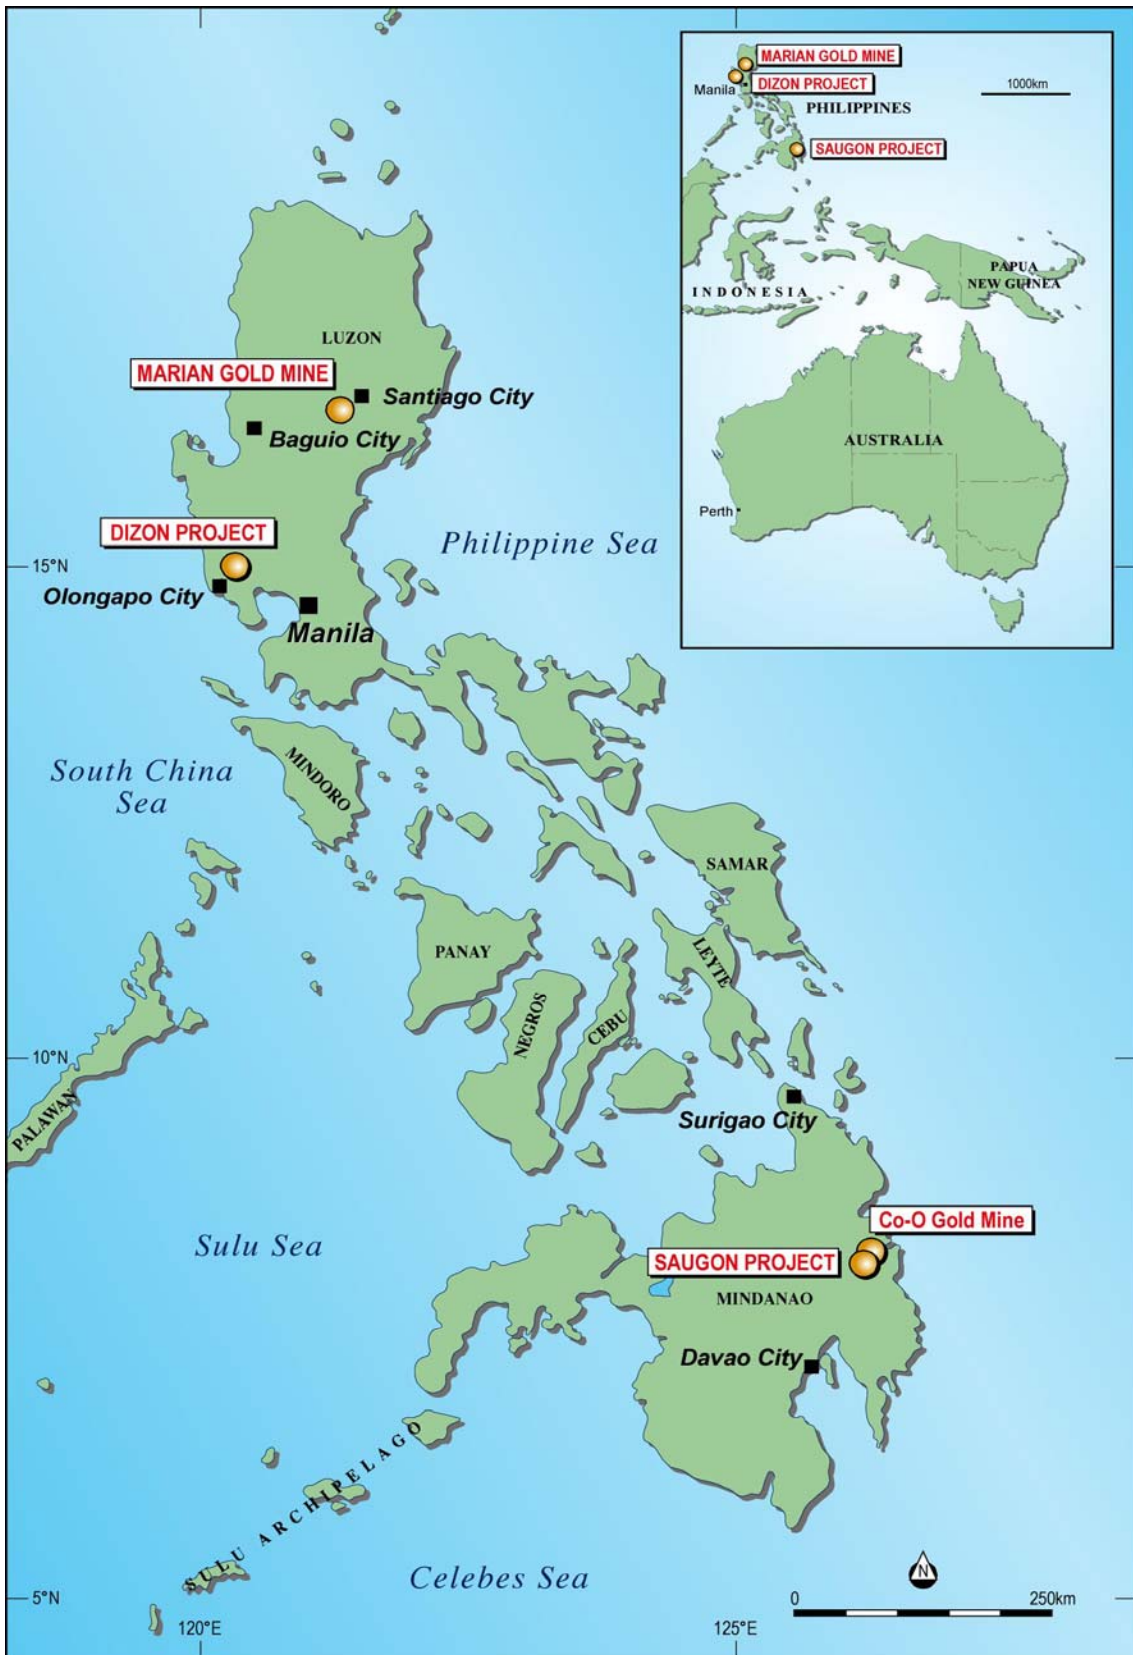 MARIAN GOLD MINE
Manila
DIZON PROJECT
1000km
PHILIPPINES
SAUGON PROJECT
PAPUA
NEW GUINEA
INDONESIA
AUSTRALIA
Perth
LUZON
MARIAN GOLD MINE
Santiago City
Baguio City
DIZON PROJECT
Philippine Sea
15°N
Olongapo City
Manila
South China
Sea
MINDORO
SAMAR
PANAY
LEYTE
NEGROS
CEBU
10°N
PALAWAN
Surigao City
Co-O Gold Mine
Sulu Sea
SAUGON PROJECT
MINDANAO
Davao City
SULU ARCHIPELAGO
Celebes Sea
N
0
250km
5°N
120°E
125°E